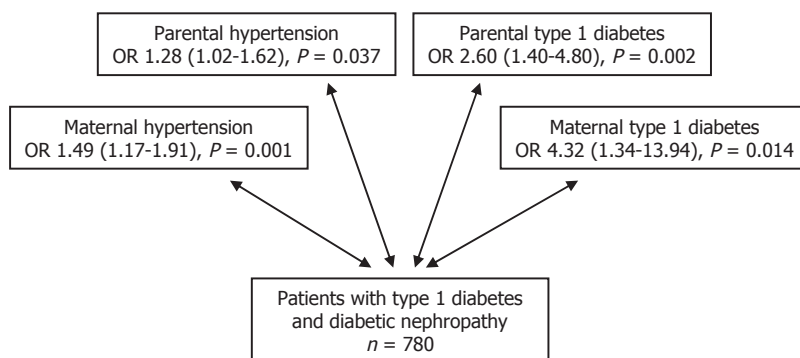 Parental hypertension
OR 1.28 (1.02-1.62), P = 0.037
Parental type 1 diabetes
OR 2.60 (1.40-4.80), P = 0.002
Maternal hypertension
OR 1.49 (1.17-1.91), P = 0.001
Maternal type 1 diabetes
OR 4.32 (1.34-13.94), P = 0.014
Patients with type 1 diabetes
and diabetic nephropathy
n = 780